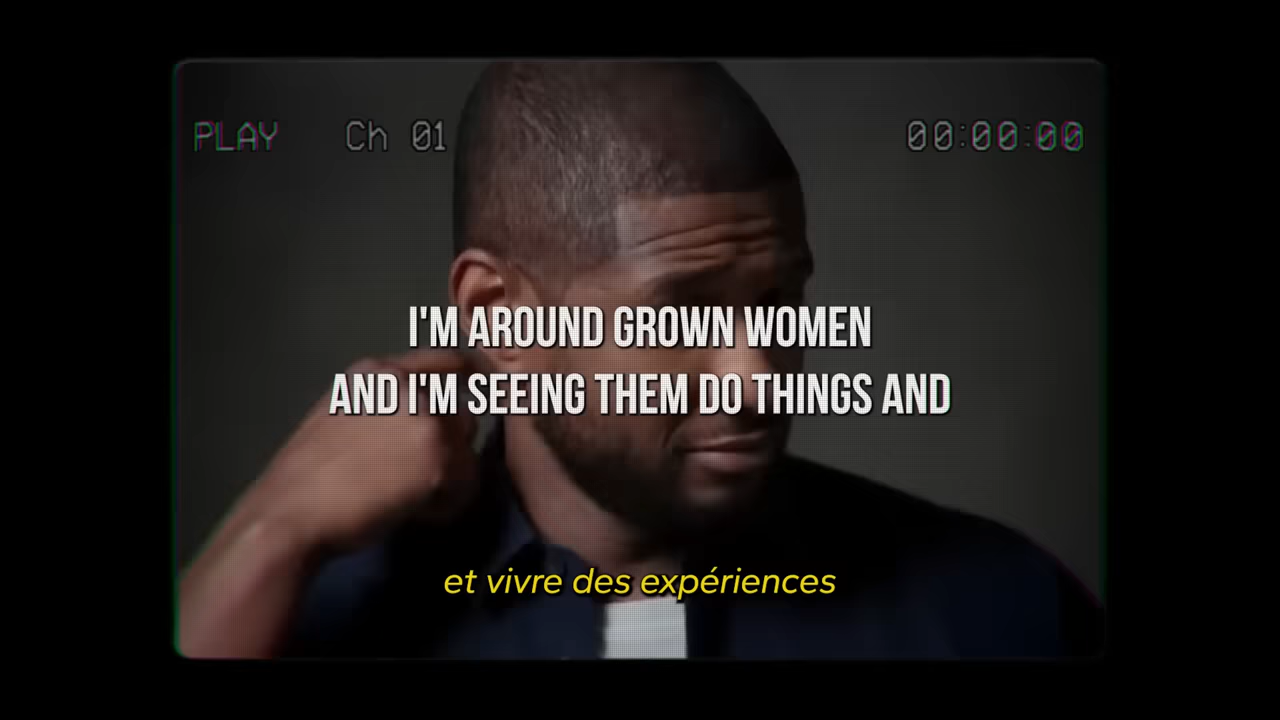 PLAY Ch 01 00:00:00
I'M AROUND GROWN WOMEN
AND I'M SEEING THEM DO THINGS AND
et vivre des expériences